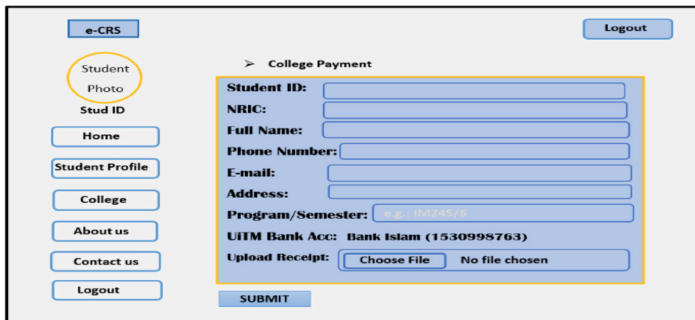 e-CRS
Logout
Student
Photo
Stud ID
Home
Student Profile
College
About us
Contact us
Logout
➢ College Payment
Student ID:
NRIC:
Full Name:
Phone Number:
E-mail:
Address:
Program/Semester: e.g.: IM245/6
UiTM Bank Acc: Bank Islam (1530998763)
Upload Receipt: Choose File No file chosen
SUBMIT